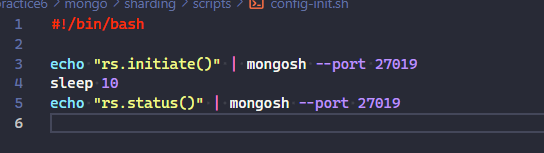 practice6 > mongo > sharding > scripts > config-init.sh
1 #!/bin/bash
2
3 echo "rs.initiate()" | mongosh --port 27019
4 sleep 10
5 echo "rs.status()" | mongosh --port 27019
6